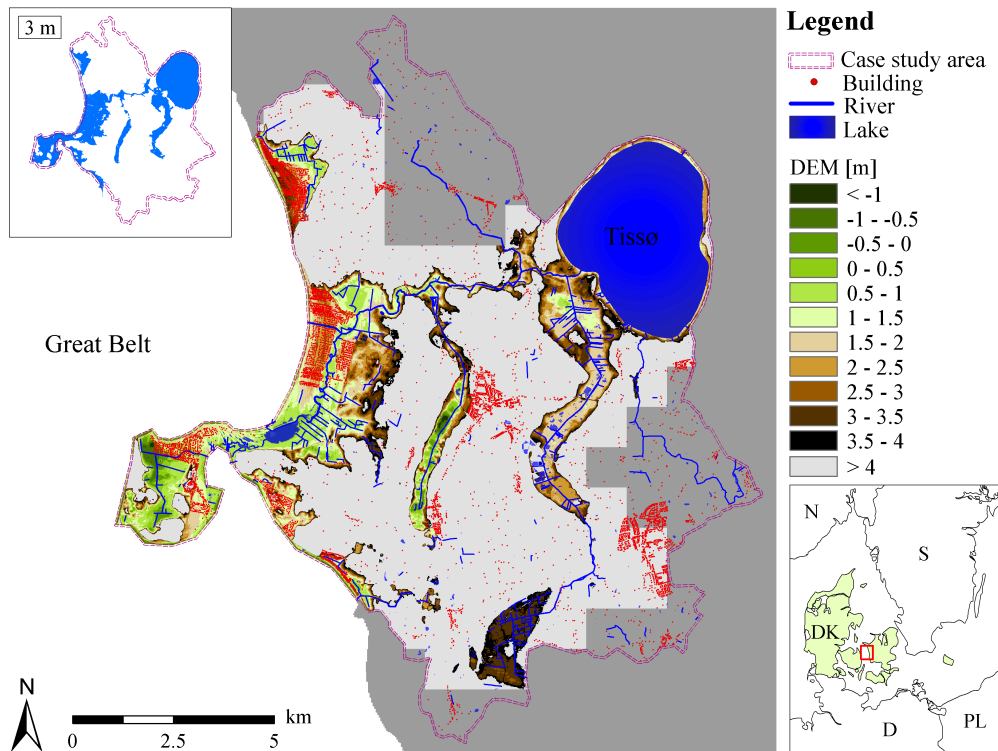 3 m
Great Belt
Tissø
N
km
0
2.5
5
Legend
Case study area
Building
River
Lake
DEM [m]
< -1
-1 - -0.5
-0.5 - 0
0 - 0.5
0.5 - 1
1 - 1.5
1.5 - 2
2 - 2.5
2.5 - 3
3 - 3.5
3.5 - 4
> 4
N
S
DK
D
PL